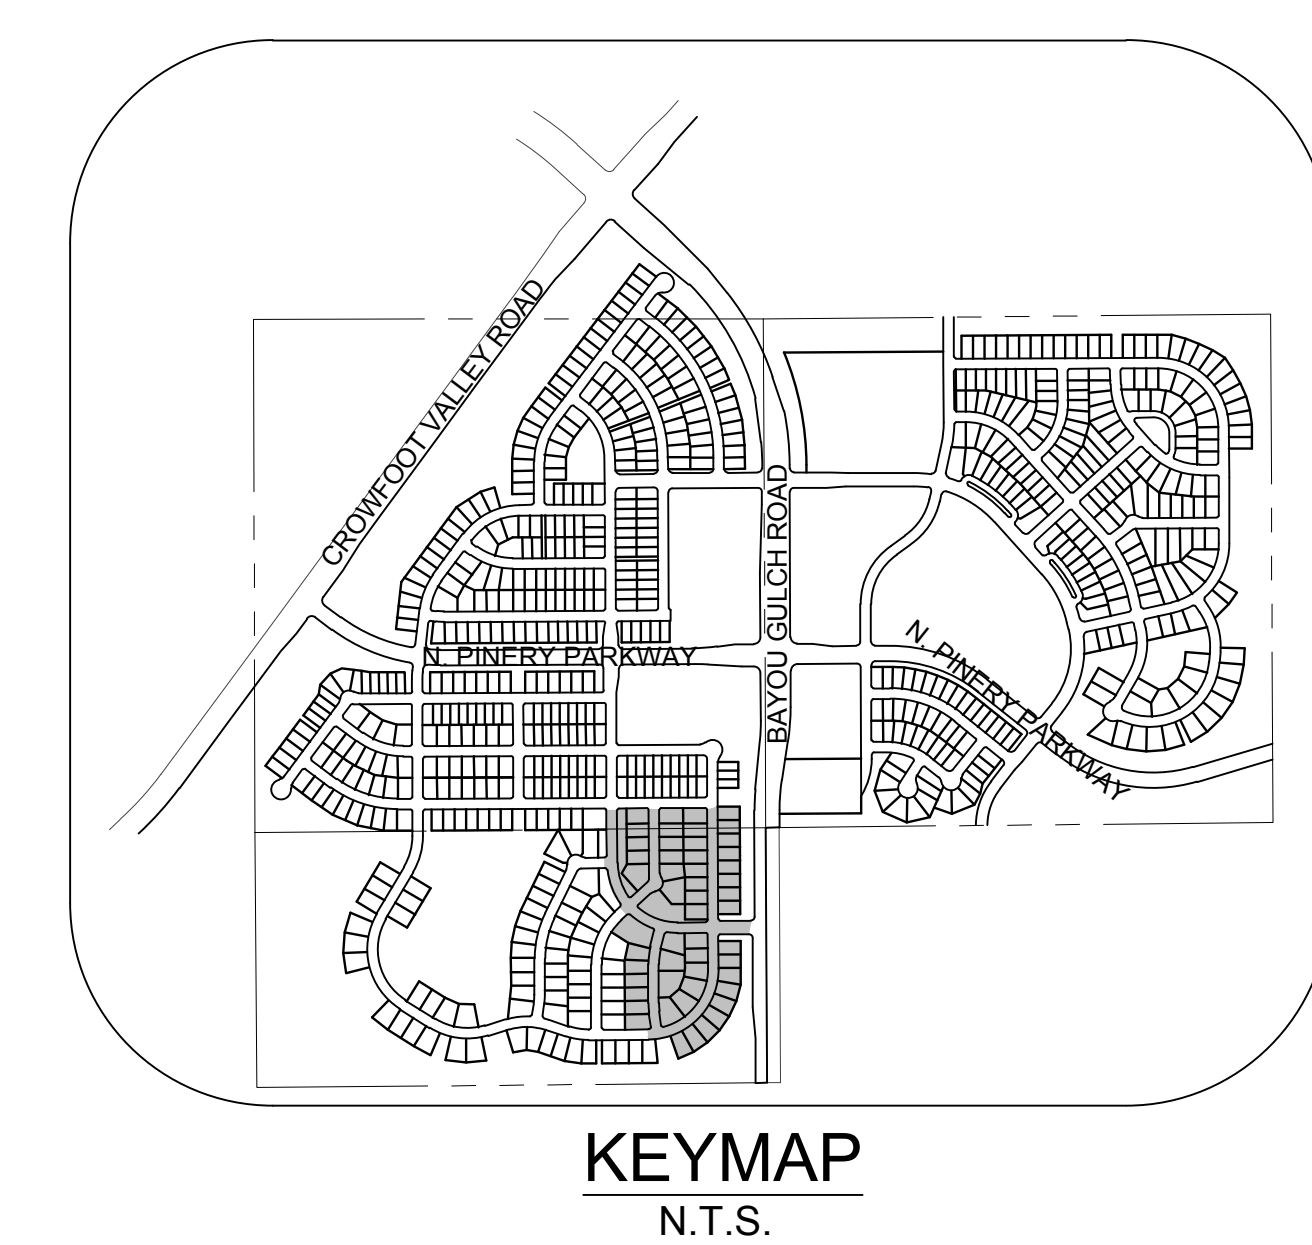 CROWFOOT VALLEY ROAD
BAYOU GULCH ROAD
N. PINERY PARKWAY
N. PINERY PARKWAY
KEYMAP
N.T.S.